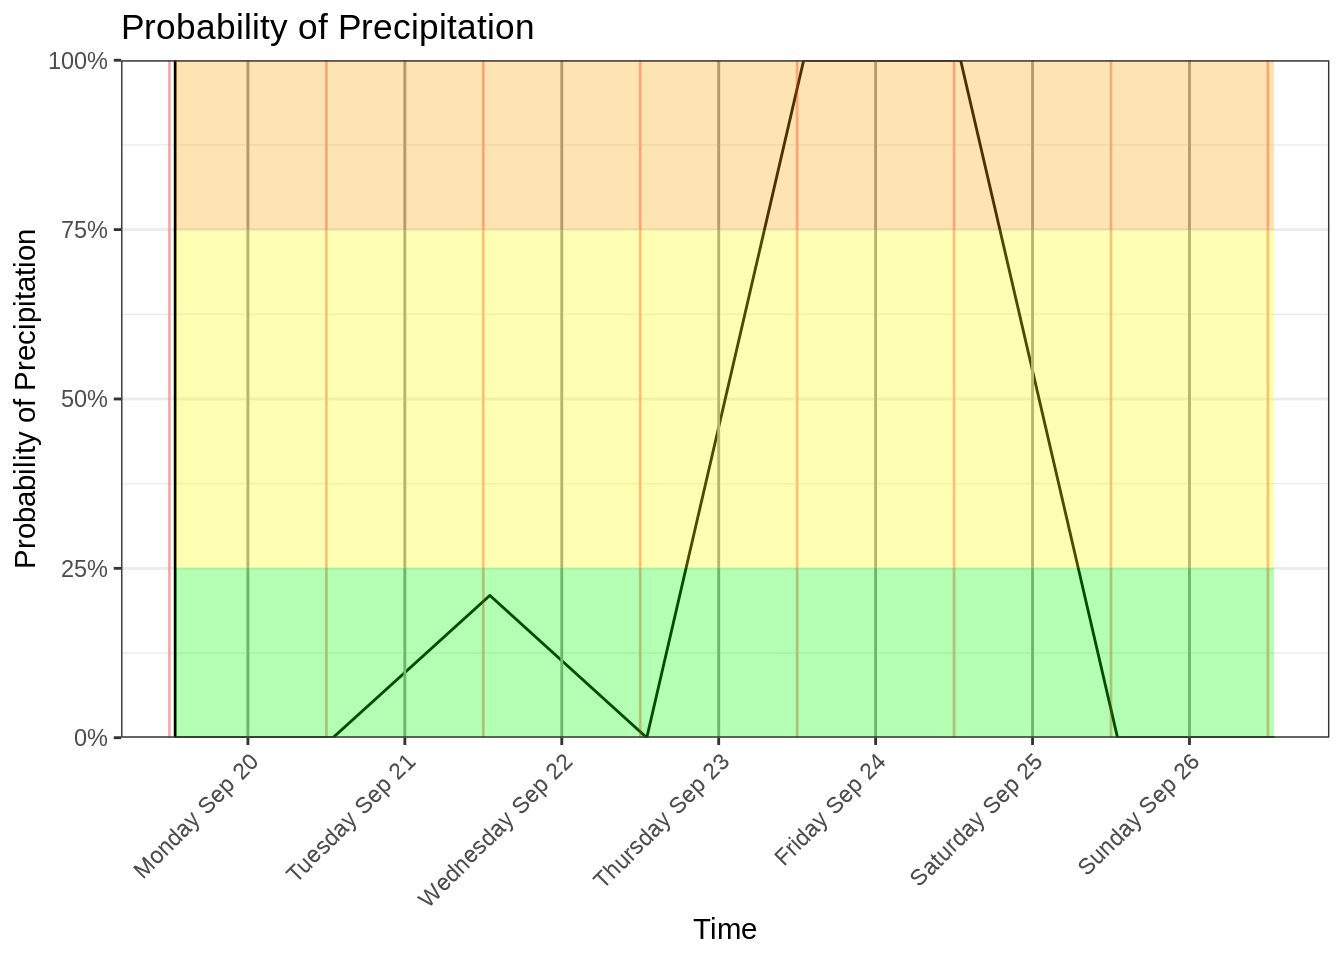 Probability of Precipitation
Probability of Precipitation
100%
75%
50%
25%
0%
Monday Sep 20
Tuesday Sep 21
Wednesday Sep 22
Thursday Sep 23
Friday Sep 24
Saturday Sep 25
Sunday Sep 26
Time